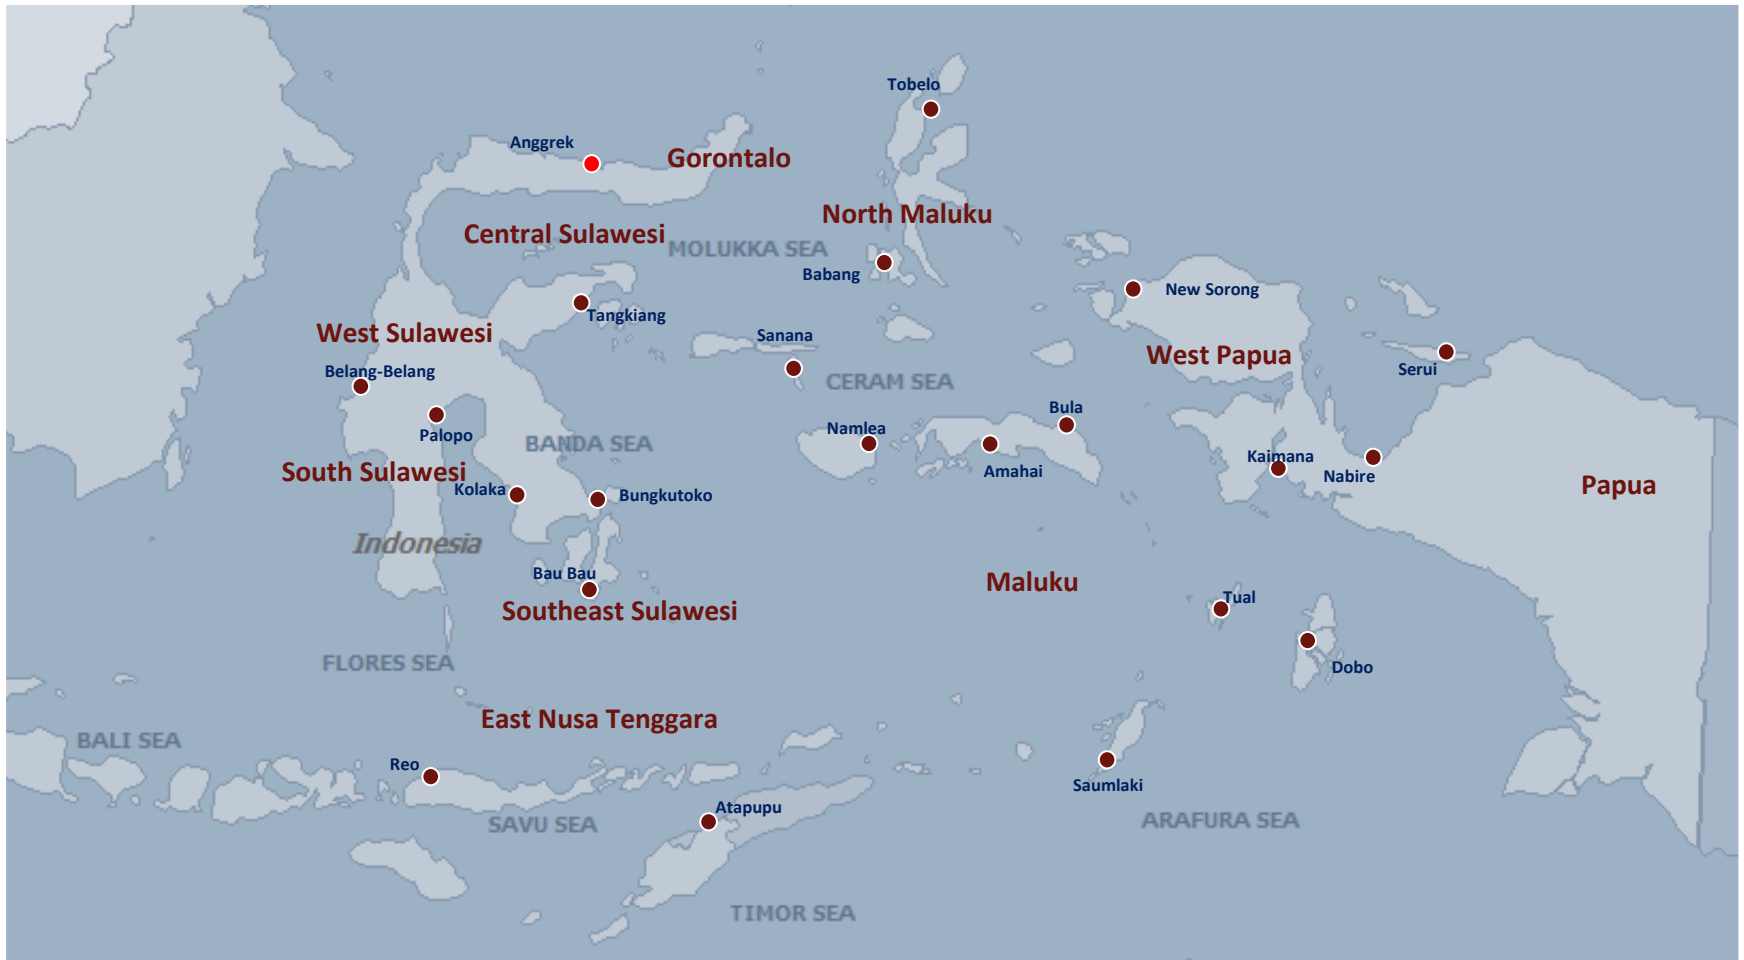 Tobelo
Anggrek
Gorontalo
North Maluku
Central Sulawesi
MOLUKKA SEA
Babang
New Sorong
Tangkiang
West Sulawesi
Sanana
West Papua
Belang-Belang
Serui
CERAM SEA
Bula
Palopo
Namlea
BANDA SEA
Kaimana
South Sulawesi
Amahai
Nabire
Papua
Kolaka
Bungkutoko
Indonesia
Bau Bau
Maluku
Tual
Southeast Sulawesi
FLORES SEA
Dobo
East Nusa Tenggara
BALI SEA
Reo
Saumlaki
Atapupu
SAVU SEA
ARAFURA SEA
TIMOR SEA